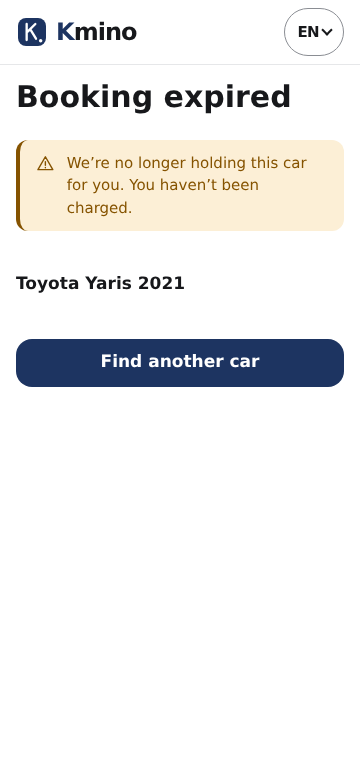 K.
Kmino
EN
Booking expired
We’re no longer holding this car
for you. You haven’t been
charged.
Toyota Yaris 2021
Find another car